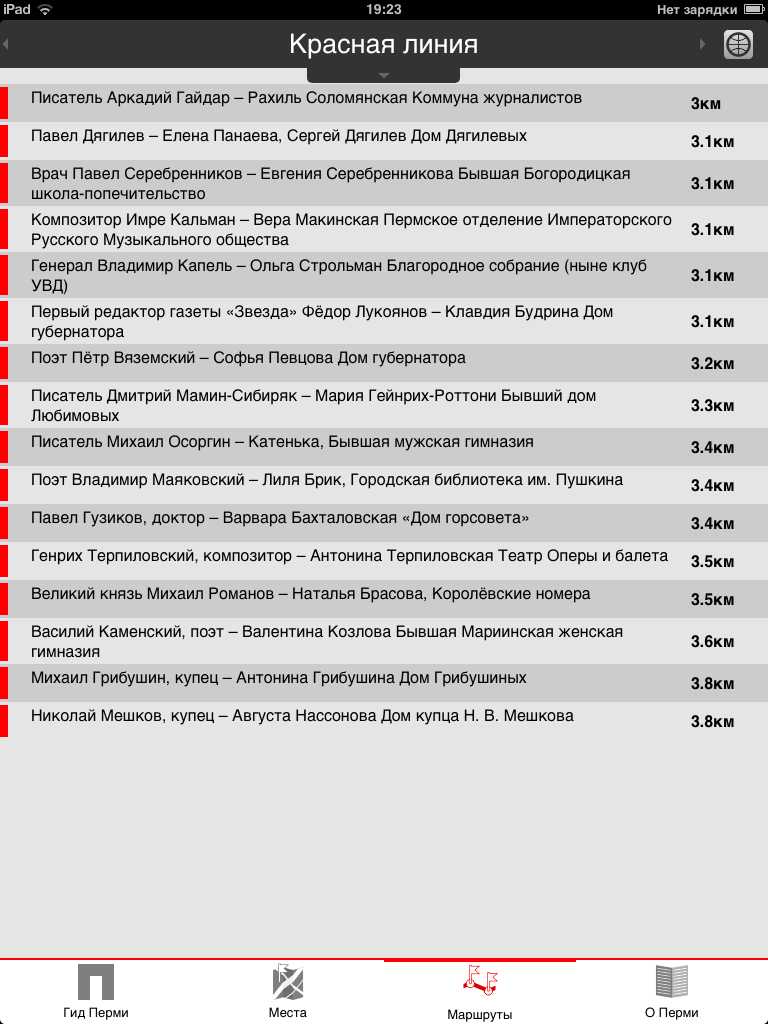 iPad 19:23 Нет зарядки
Красная линия
Писатель Аркадий Гайдар – Рахиль Соломянская Коммуна журналистов 3км
Павел Дягилев – Елена Панаева, Сергей Дягилев Дом Дягилевых 3.1км
Врач Павел Серебренников – Евгения Серебренникова Бывшая Богородицкая
школа-попечительство 3.1км
Композитор Имре Кальман – Вера Макинская Пермское отделение Императорского
Русского Музыкального общества 3.1км
Генерал Владимир Капель – Ольга Строльман Благородное собрание (ныне клуб
УВД) 3.1км
Первый редактор газеты «Звезда» Фёдор Лукоянов – Клавдия Будрина Дом
губернатора 3.1км
Поэт Пётр Вяземский – Софья Певцова Дом губернатора 3.2км
Писатель Дмитрий Мамин-Сибиряк – Мария Гейнрих-Роттони Бывший дом
Любимовых 3.3км
Писатель Михаил Осоргин – Катенька, Бывшая мужская гимназия 3.4км
Поэт Владимир Маяковский – Лиля Брик, Городская библиотека им. Пушкина 3.4км
Павел Гузиков, доктор – Варвара Бахталовская «Дом горсовета» 3.4км
Генрих Терпиловский, композитор – Антонина Терпиловская Театр Оперы и балета 3.5км
Великий князь Михаил Романов – Наталья Брасова, Королёвские номера 3.5км
Василий Каменский, поэт – Валентина Козлова Бывшая Мариинская женская
гимназия 3.6км
Михаил Грибушин, купец – Антонина Грибушина Дом Грибушиных 3.8км
Николай Мешков, купец – Августа Нассонова Дом купца Н. В. Мешкова 3.8км
Гид Перми Места Маршруты О Перми